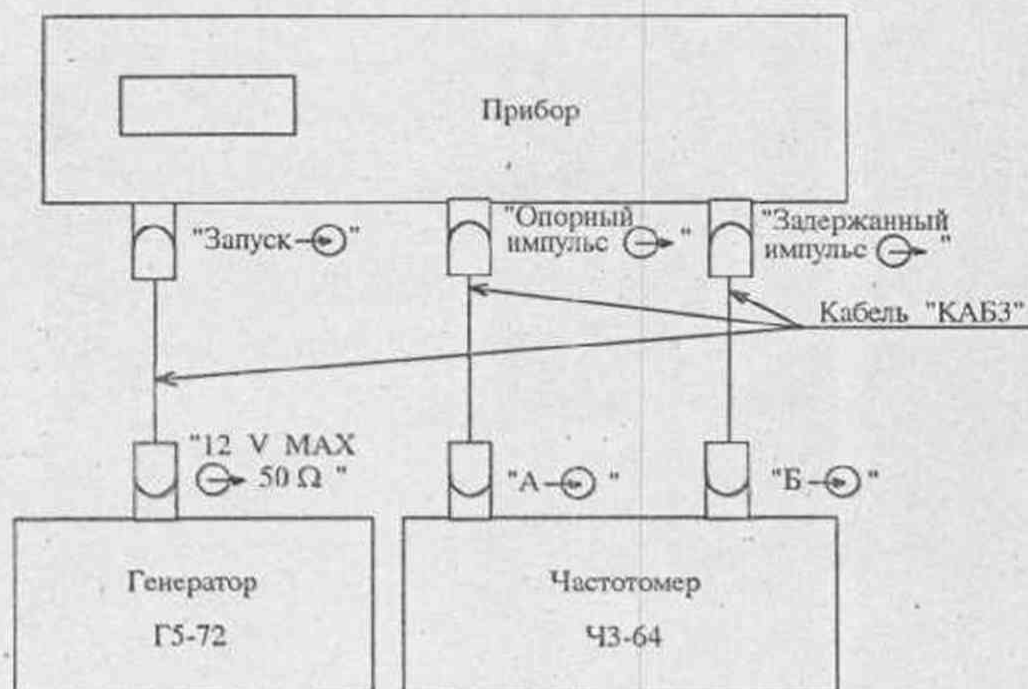 Прибор
"Запуск "
"Опорный
импульс "
"Задержанный
импульс "
Кабель "КАБ3"
"12 V MAX
50 Ω "
"А "
"Б "
Генератор
Г5-72
Частотомер
Ч3-64